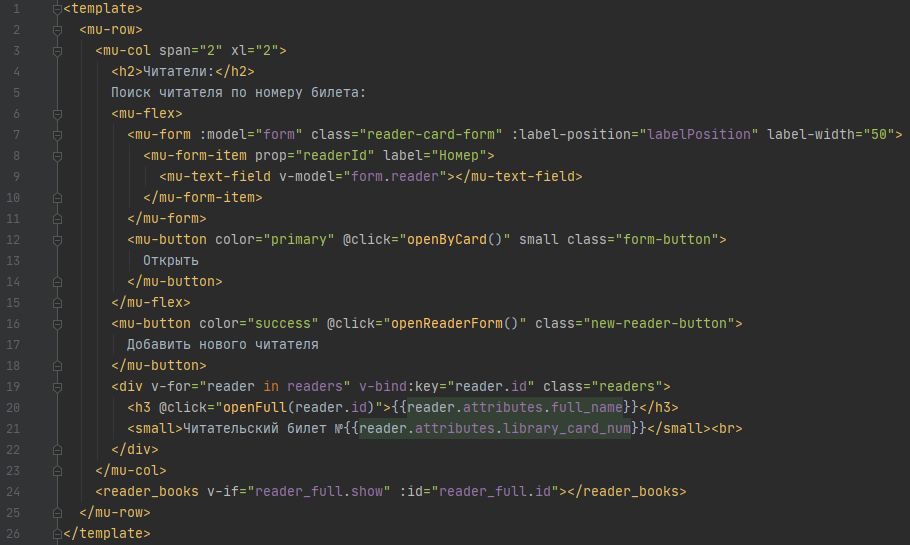 1 <template>
2 <mu-row>
3 <mu-col span="2" xl="2">
4 <h2>Читатели:</h2>
5 Поиск читателя по номеру билета:
6 <mu-flex>
7 <mu-form :model="form" class="reader-card-form" :label-position="labelPosition" label-width="50">
8 <mu-form-item prop="readerId" label="Номер">
9 <mu-text-field v-model="form.reader"></mu-text-field>
10 </mu-form-item>
11 </mu-form>
12 <mu-button color="primary" @click="openByCard()" small class="form-button">
13 Открыть
14 </mu-button>
15 </mu-flex>
16 <mu-button color="success" @click="openReaderForm()" class="new-reader-button">
17 Добавить нового читателя
18 </mu-button>
19 <div v-for="reader in readers" v-bind:key="reader.id" class="readers">
20 <h3 @click="openFull(reader.id)">{{reader.attributes.full_name}}</h3>
21 <small>Читательский билет №{{reader.attributes.library_card_num}}</small><br>
22 </div>
23 </mu-col>
24 <reader_books v-if="reader_full.show" :id="reader_full.id"></reader_books>
25 </mu-row>
26 </template>